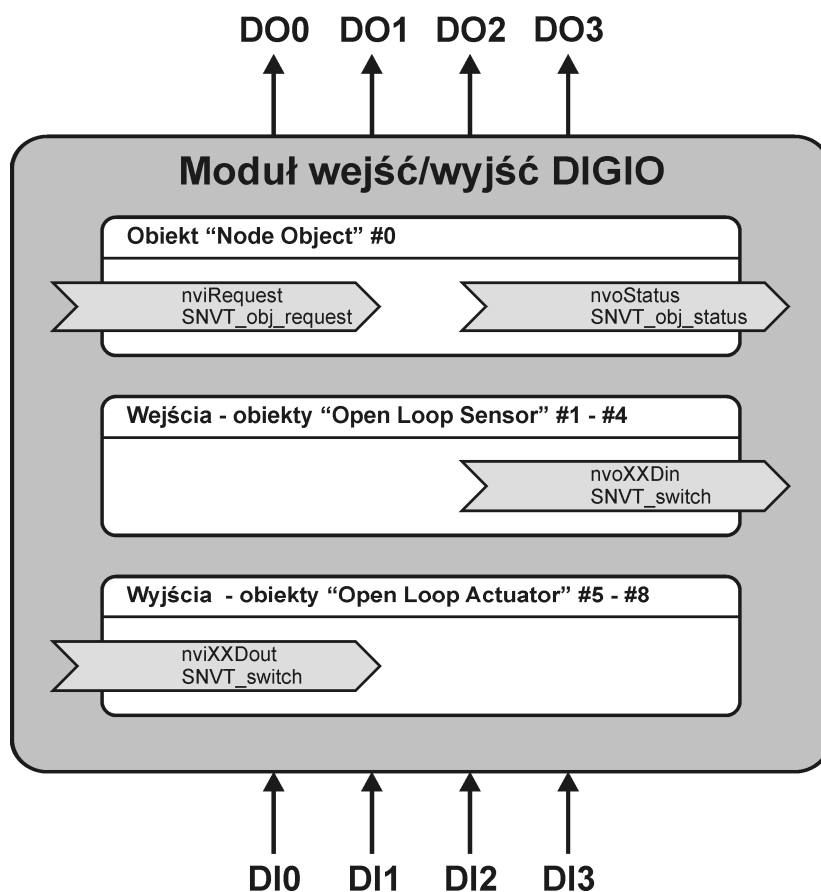 DO0 DO1 DO2 DO3
Moduł wejść/wyjść DIGIO
Obiekt “Node Object” #0
nviRequest
SNVT_obj_request
nvoStatus
SNVT_obj_status
Wejścia - obiekty “Open Loop Sensor” #1 - #4
nvoXXDin
SNVT_switch
Wyjścia - obiekty “Open Loop Actuator” #5 - #8
nviXXDout
SNVT_switch
DI0 DI1 DI2 DI3